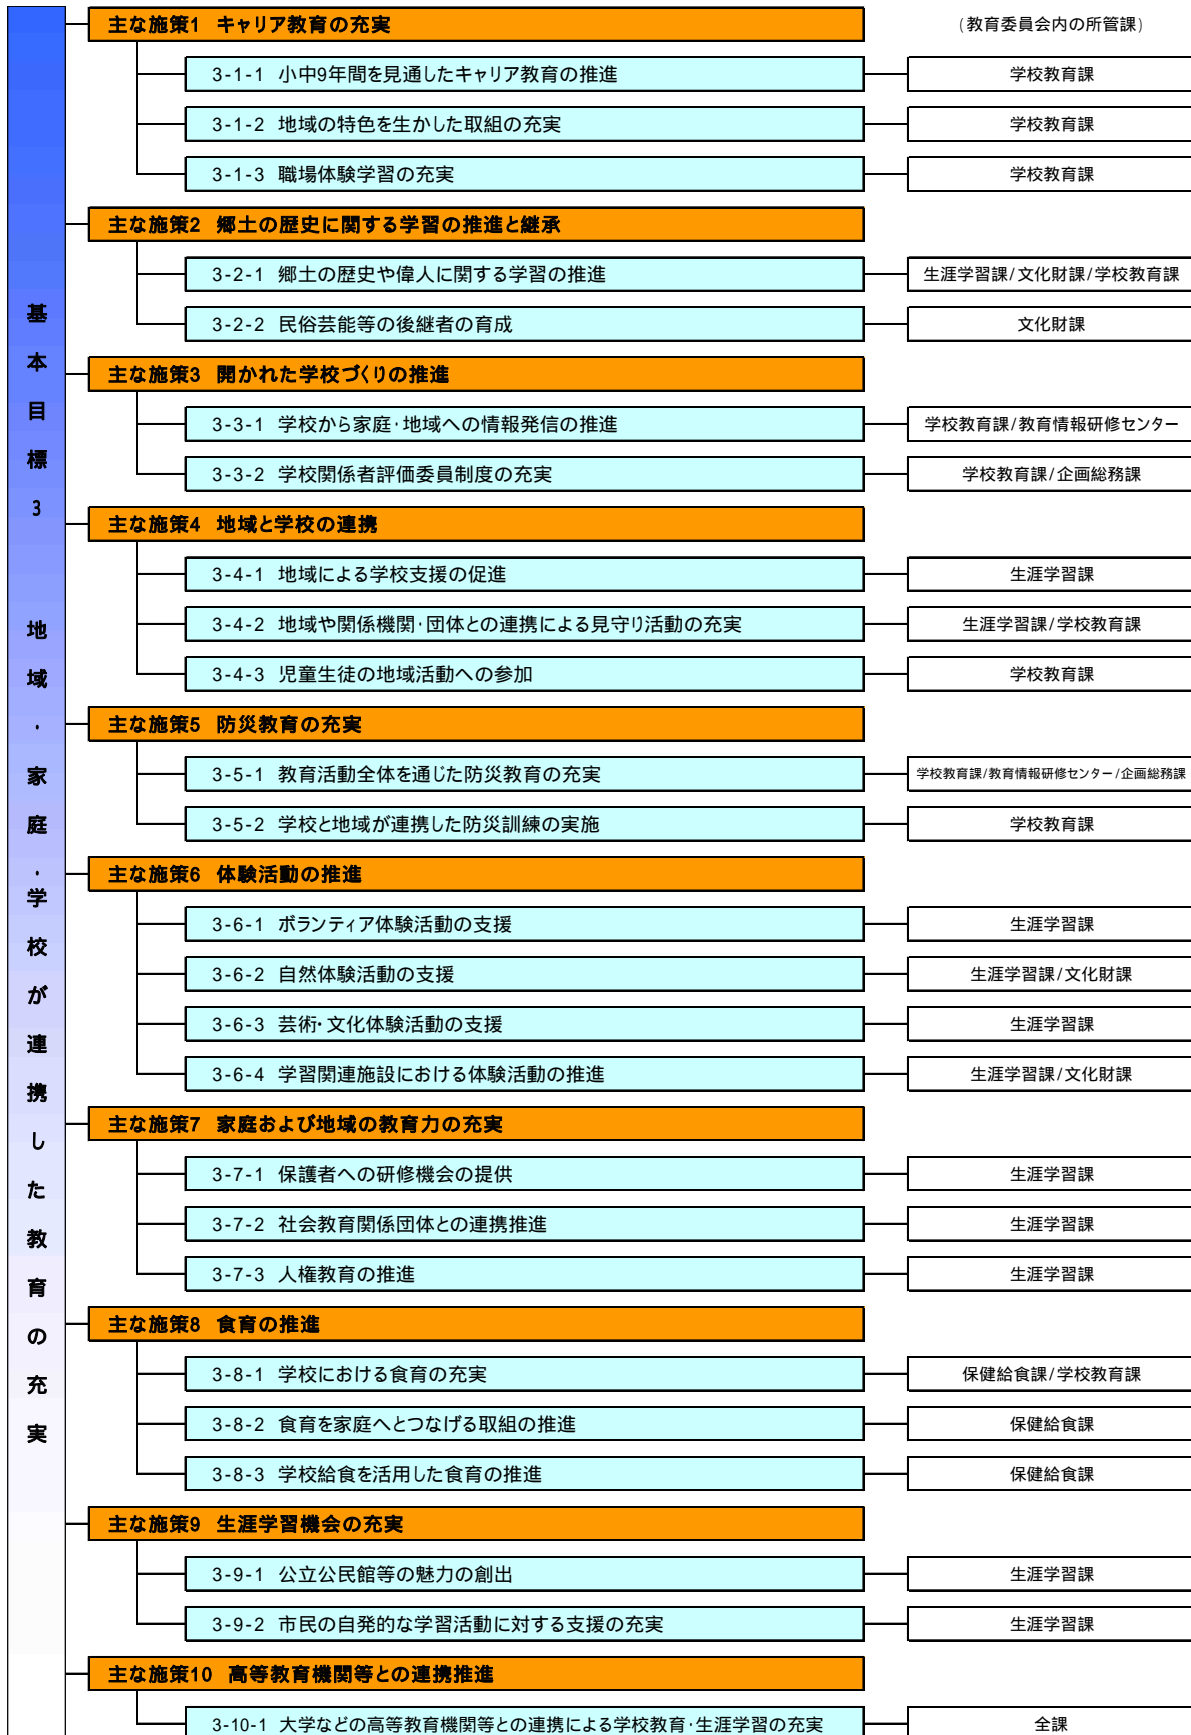 基本目標3 地域・家庭・学校が連携した教育の充実
主な施策1 キャリア教育の充実
(教育委員会内の所管課)
3-1-1 小中9年間を見通したキャリア教育の推進
学校教育課
3-1-2 地域の特色を生かした取組の充実
学校教育課
3-1-3 職場体験学習の充実
学校教育課
主な施策2 郷土の歴史に関する学習の推進と継承
3-2-1 郷土の歴史や偉人に関する学習の推進
生涯学習課/文化財課/学校教育課
3-2-2 民俗芸能等の後継者の育成
文化財課
主な施策3 開かれた学校づくりの推進
3-3-1 学校から家庭・地域への情報発信の推進
学校教育課/教育情報研修センター
3-3-2 学校関係者評価委員制度の充実
学校教育課/企画総務課
主な施策4 地域と学校の連携
3-4-1 地域による学校支援の促進
生涯学習課
3-4-2 地域や関係機関・団体との連携による見守り活動の充実
生涯学習課/学校教育課
3-4-3 児童生徒の地域活動への参加
学校教育課
主な施策5 防災教育の充実
3-5-1 教育活動全体を通じた防災教育の充実
学校教育課/教育情報研修センター/企画総務課
3-5-2 学校と地域が連携した防災訓練の実施
学校教育課
主な施策6 体験活動の推進
3-6-1 ボランティア体験活動の支援
生涯学習課
3-6-2 自然体験活動の支援
生涯学習課/文化財課
3-6-3 芸術・文化体験活動の支援
生涯学習課
3-6-4 学習関連施設における体験活動の推進
生涯学習課/文化財課
主な施策7 家庭および地域の教育力の充実
3-7-1 保護者への研修機会の提供
生涯学習課
3-7-2 社会教育関係団体との連携推進
生涯学習課
3-7-3 人権教育の推進
生涯学習課
主な施策8 食育の推進
3-8-1 学校における食育の充実
保健給食課/学校教育課
3-8-2 食育を家庭へとつなげる取組の推進
保健給食課
3-8-3 学校給食を活用した食育の推進
保健給食課
主な施策9 生涯学習機会の充実
3-9-1 公立公民館等の魅力の創出
生涯学習課
3-9-2 市民の自発的な学習活動に対する支援の充実
生涯学習課
主な施策10 高等教育機関等との連携推進
3-10-1 大学などの高等教育機関等との連携による学校教育・生涯学習の充実
全課